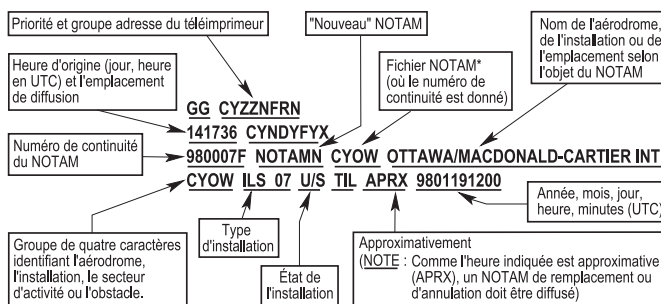 Priorité et groupe adresse du téléimprimeur
"Nouveau" NOTAM
Nom de l'aérodrome,
de l'installation ou de
l'emplacement selon
l'objet du NOTAM
Heure d'origine (jour, heure
en UTC) et l'emplacement
de diffusion
Fichier NOTAM*
(où le numéro de
continuité est donné)
Numéro de continuité
du NOTAM
GG CYZZNFRN
141736 CYNDYFYX
980007F NOTAMN CYOW OTTAWA/MACDONALD-CARTIER INTL
CYOW ILS 07 U/S TIL APRX 9801191200
Groupe de quatre caractères
identifiant l'aérodrome,
l'installation, le secteur
d'activité ou l'obstacle.
Type
d'installation
État de
l'installation
Approximativement
(NOTE : Comme l'heure indiquée est approximative
(APRX), un NOTAM de remplacement ou
d'annulation doit être diffusé)
Année, mois, jour,
heure, minutes (UTC)